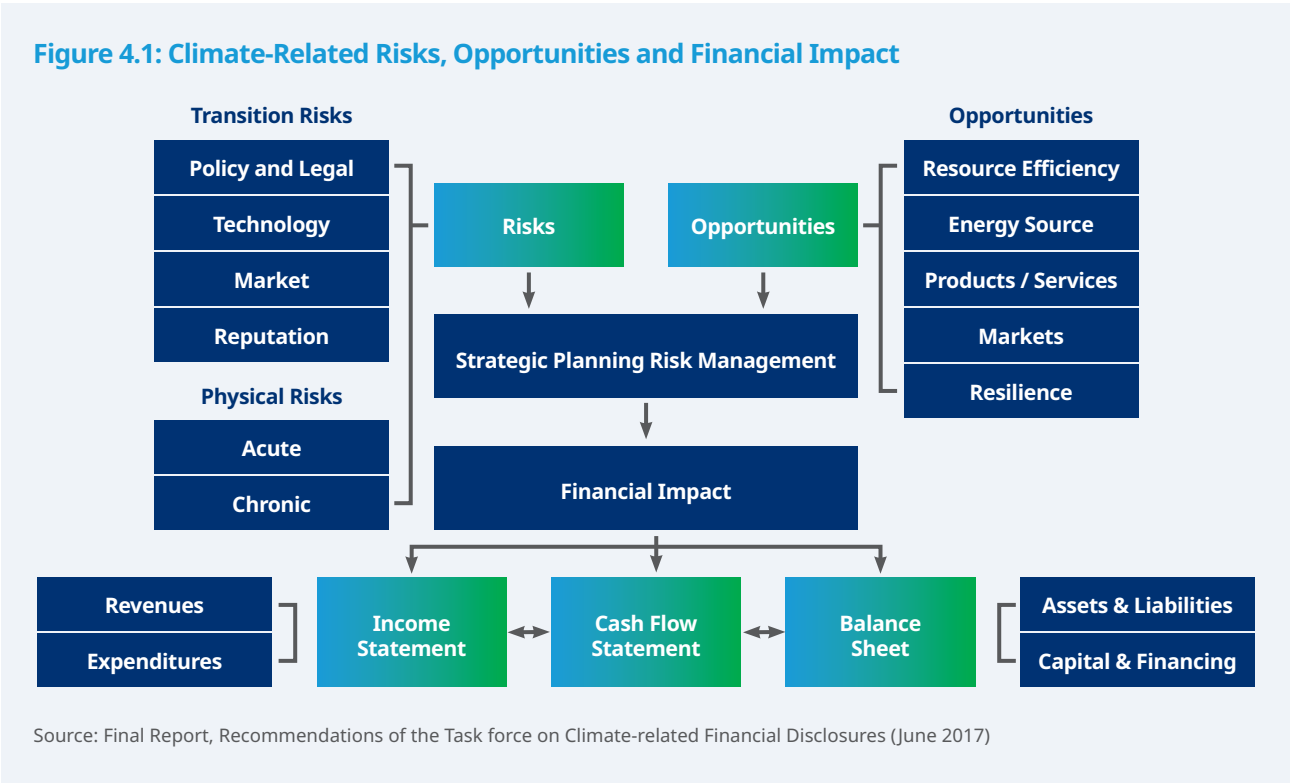 Figure 4.1: Climate-Related Risks, Opportunities and Financial Impact
Transition Risks
Policy and Legal
Technology
Market
Reputation
Physical Risks
Acute
Chronic
Risks
Opportunities
Strategic Planning Risk Management
Financial Impact
Opportunities
Resource Efficiency
Energy Source
Products / Services
Markets
Resilience
Revenues
Expenditures
Income
Statement
Cash Flow
Statement
Balance
Sheet
Assets & Liabilities
Capital & Financing
Source: Final Report, Recommendations of the Task force on Climate-related Financial Disclosures (June 2017)